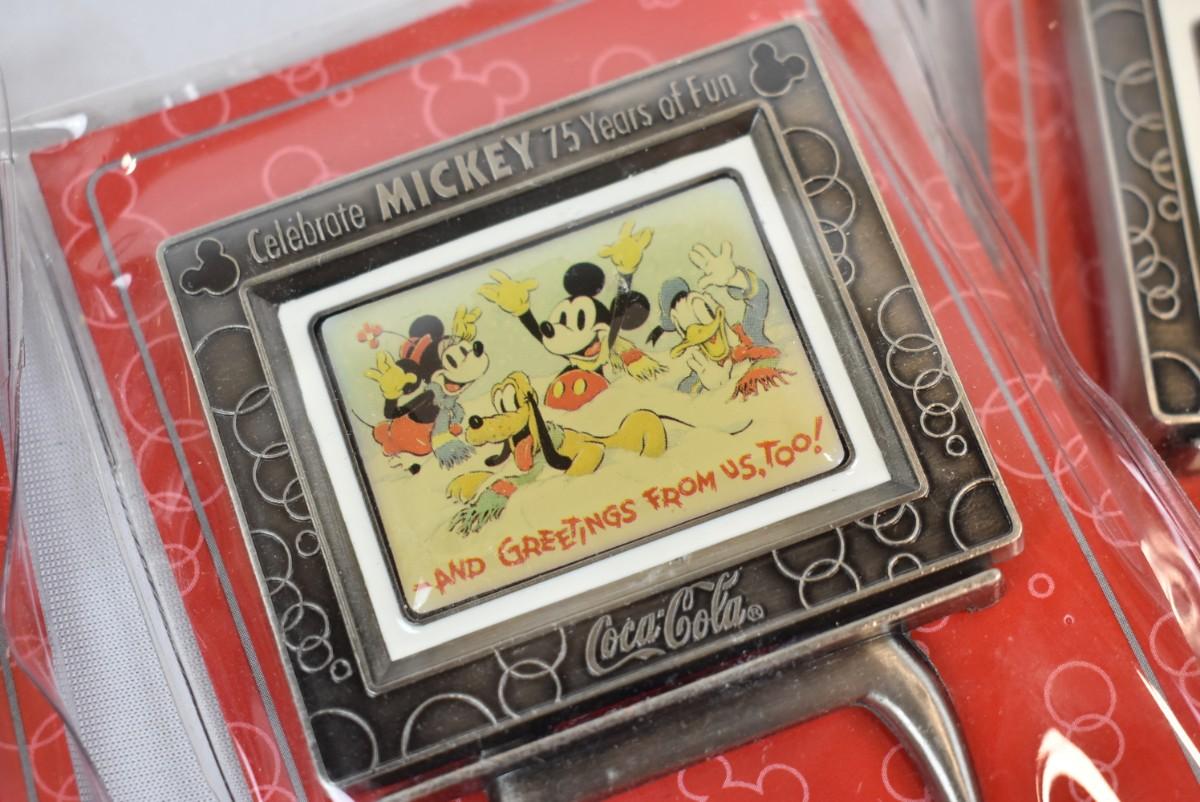 Celebrate MICKEY 75 Years of Fun
AND GREETINGS FROM US, TOO!
Coca-Cola®